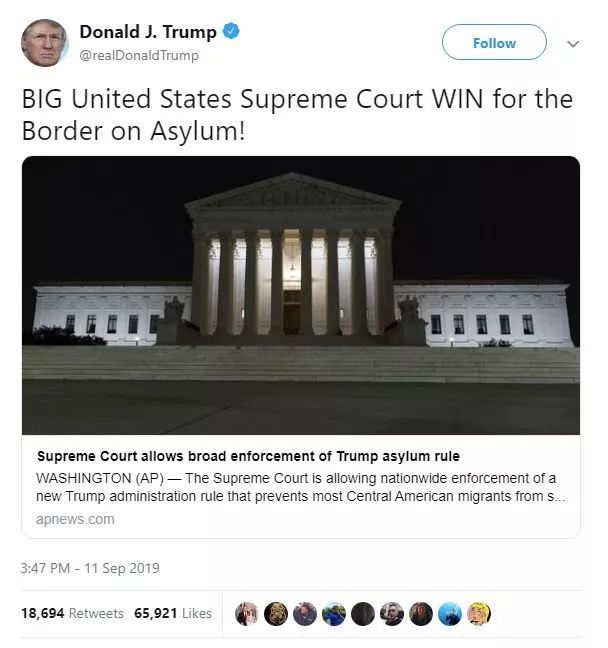 Donald J. Trump
@realDonaldTrump
Follow
BIG United States Supreme Court WIN for the
Border on Asylum!
Supreme Court allows broad enforcement of Trump asylum rule
WASHINGTON (AP) — The Supreme Court is allowing nationwide enforcement of a
new Trump administration rule that prevents most Central American migrants from s...
apnews.com
3:47 PM - 11 Sep 2019
18,694 Retweets 65,921 Likes